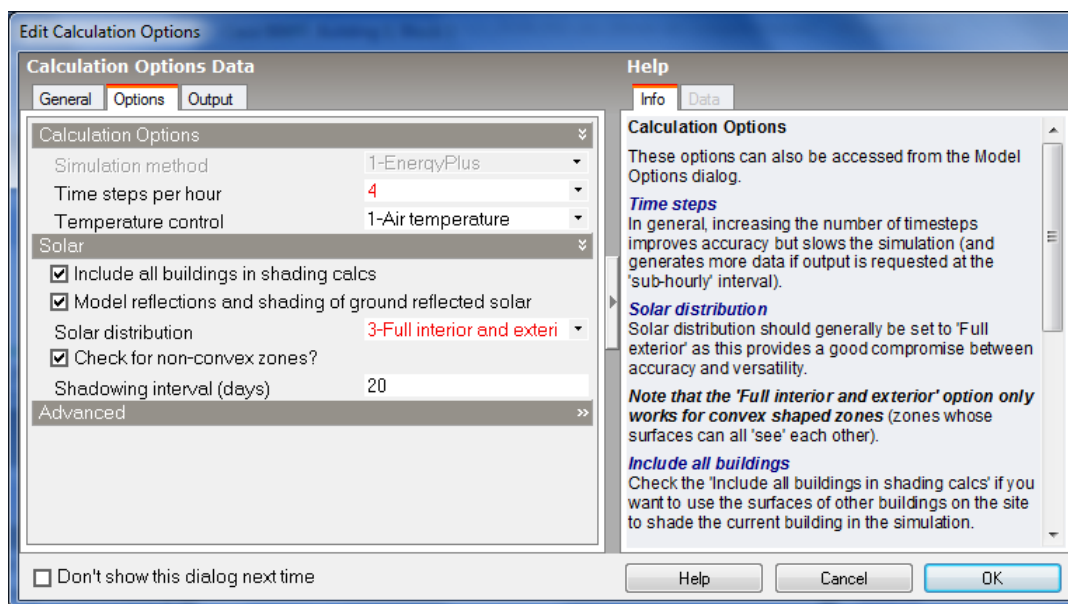 Edit Calculation Options
Calculation Options Data
General Options Output
Calculation Options
Simulation method 1-EnergyPlus
Time steps per hour 4
Temperature control 1-Air temperature
Solar
Include all buildings in shading calcs
Model reflections and shading of ground reflected solar
Solar distribution 3-Full interior and exteri
Check for non-convex zones?
Shadowing interval (days) 20
Advanced
Don't show this dialog next time
Help
Info Data
Calculation Options
These options can also be accessed from the Model
Options dialog.
Time steps
In general, increasing the number of timesteps
improves accuracy but slows the simulation (and
generates more data if output is requested at the
'sub-hourly' interval).
Solar distribution
Solar distribution should generally be set to 'Full
exterior' as this provides a good compromise between
accuracy and versatility.
Note that the 'Full interior and exterior' option only
works for convex shaped zones (zones whose
surfaces can all 'see' each other).
Include all buildings
Check the 'Include all buildings in shading calcs' if you
want to use the surfaces of other buildings on the site
to shade the current building in the simulation.
Help Cancel OK